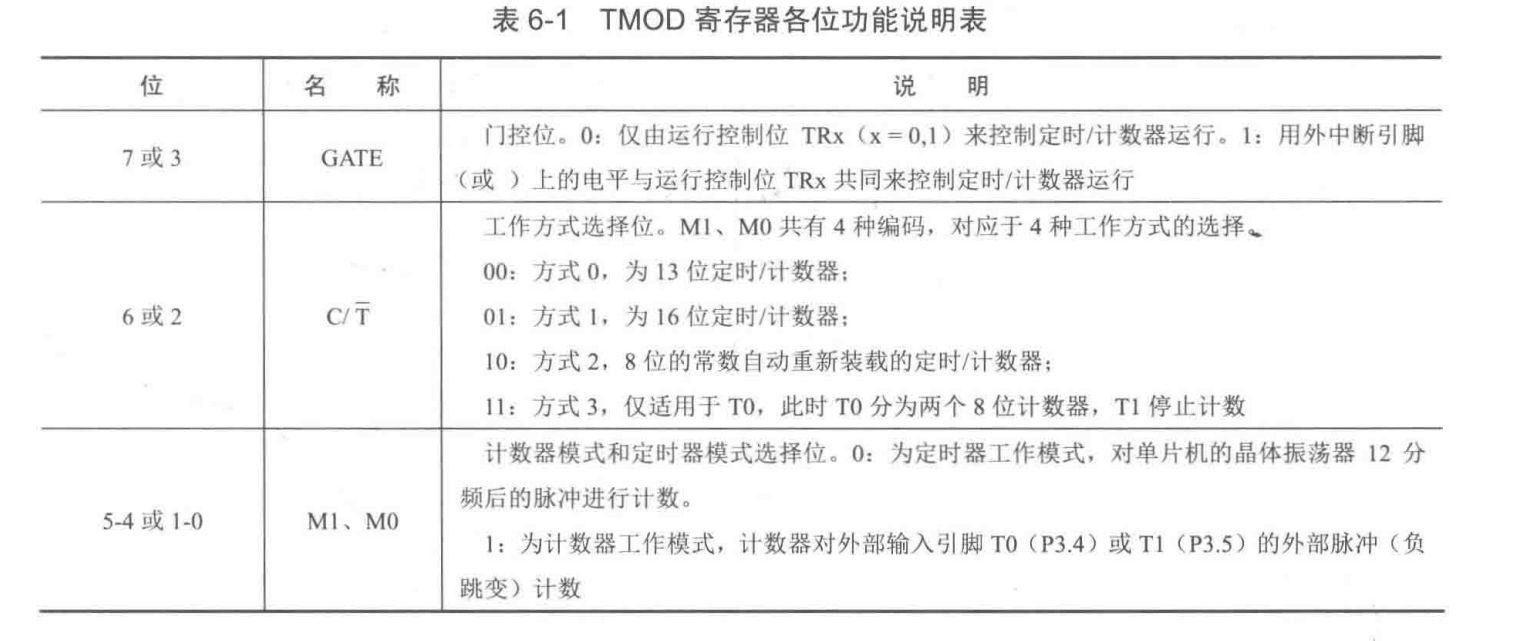 表 6-1 TMOD 寄存器各位功能说明表
位 名 称 说 明
7 或 3 GATE 门控位。0：仅由运行控制位 TRx（x = 0,1）来控制定时/计数器运行。1：用外中断引脚
（或 ）上的电平与运行控制位 TRx 共同来控制定时/计数器运行
6 或 2 C/T̅ 工作方式选择位。M1、M0 共有 4 种编码，对应于 4 种工作方式的选择。
00：方式 0，为 13 位定时/计数器；
01：方式 1，为 16 位定时/计数器；
10：方式 2，8 位的常数自动重新装载的定时/计数器；
11：方式 3，仅适用于 T0，此时 T0 分为两个 8 位计数器，T1 停止计数
5-4 或 1-0 M1、M0 计数器模式和定时器模式选择位。0：为定时器工作模式，对单片机的晶体振荡器 12 分
频后的脉冲进行计数。
1：为计数器工作模式，计数器对外部输入引脚 T0（P3.4）或 T1（P3.5）的外部脉冲（负
跳变）计数